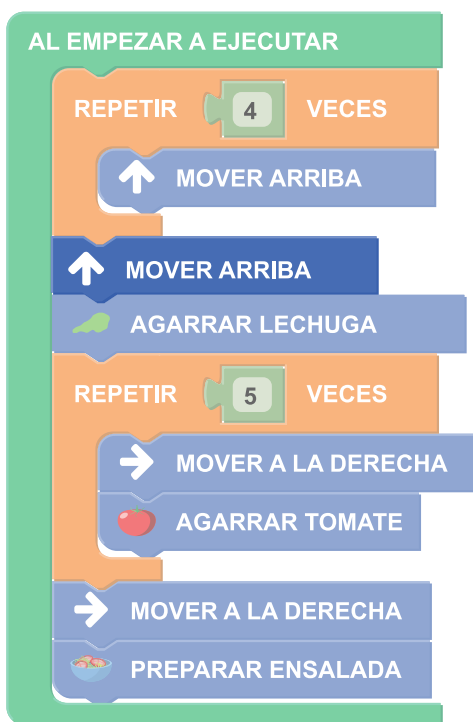 AL EMPEZAR A EJECUTAR
REPETIR 4 VECES
MOVER ARRIBA
MOVER ARRIBA
AGARRAR LECHUGA
REPETIR 5 VECES
MOVER A LA DERECHA
AGARRAR TOMATE
MOVER A LA DERECHA
PREPARAR ENSALADA